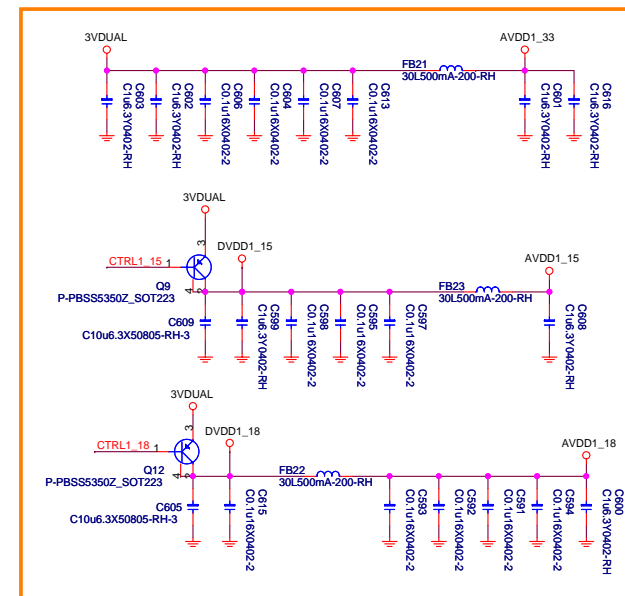 3VDUAL
AVDD1_33
FB21
30L500mA-200-RH
C603
C1u6.3Y0402-RH
C602
C1u6.3Y0402-RH
C606
C0.1u16X0402-2
C604
C0.1u16X0402-2
C607
C0.1u16X0402-2
C613
C0.1u16X0402-2
C601
C1u6.3Y0402-RH
C616
C1u6.3Y0402-RH
3VDUAL
3
CTRL1_15 1
DVDD1_15
AVDD1_15
Q9
4 2
P-PBSS5350Z_SOT223
FB23
30L500mA-200-RH
C609
C10u6.3X50805-RH-3
C599
C1u6.3Y0402-RH
C598
C0.1u16X0402-2
C595
C0.1u16X0402-2
C597
C0.1u16X0402-2
C608
C1u6.3Y0402-RH
3VDUAL
3
CTRL1_18 1
DVDD1_18
AVDD1_18
Q12
4 2
P-PBSS5350Z_SOT223
FB22
30L500mA-200-RH
C605
C10u6.3X50805-RH-3
C615
C0.1u16X0402-2
C593
C0.1u16X0402-2
C592
C0.1u16X0402-2
C591
C0.1u16X0402-2
C594
C0.1u16X0402-2
C600
C1u6.3Y0402-RH